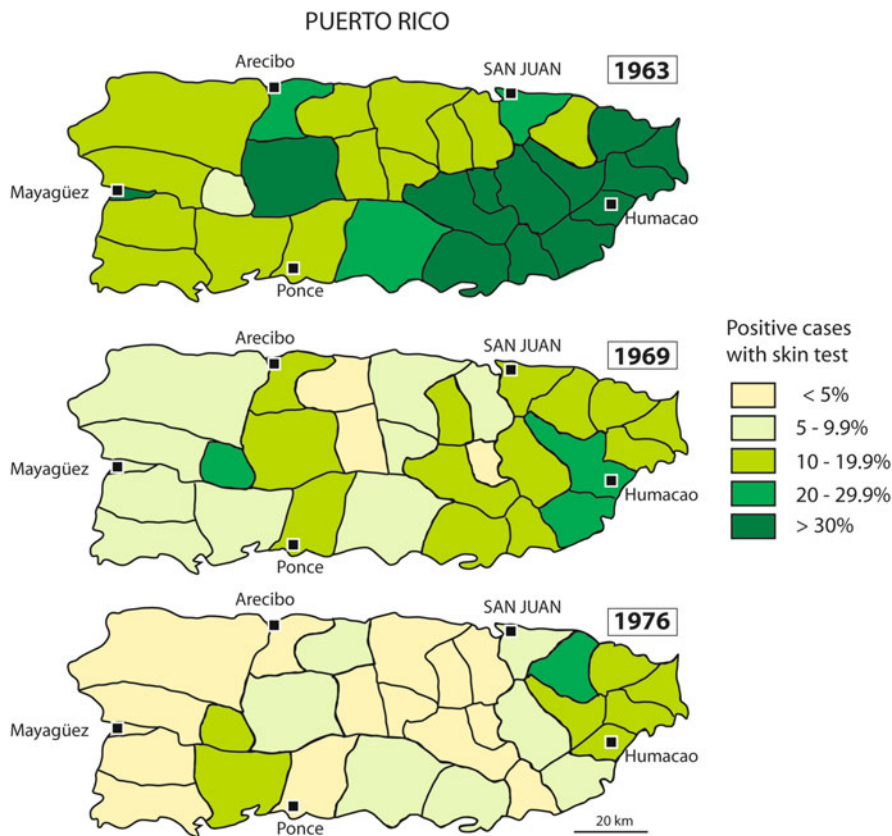 PUERTO RICO
Arecibo
SAN JUAN
1963
Mayagüez
Humacao
Ponce
Arecibo
SAN JUAN
1969
Mayagüez
Humacao
Ponce
Positive cases
with skin test
< 5%
5 - 9.9%
10 - 19.9%
20 - 29.9%
> 30%
Arecibo
SAN JUAN
1976
Mayagüez
Humacao
Ponce
20 km